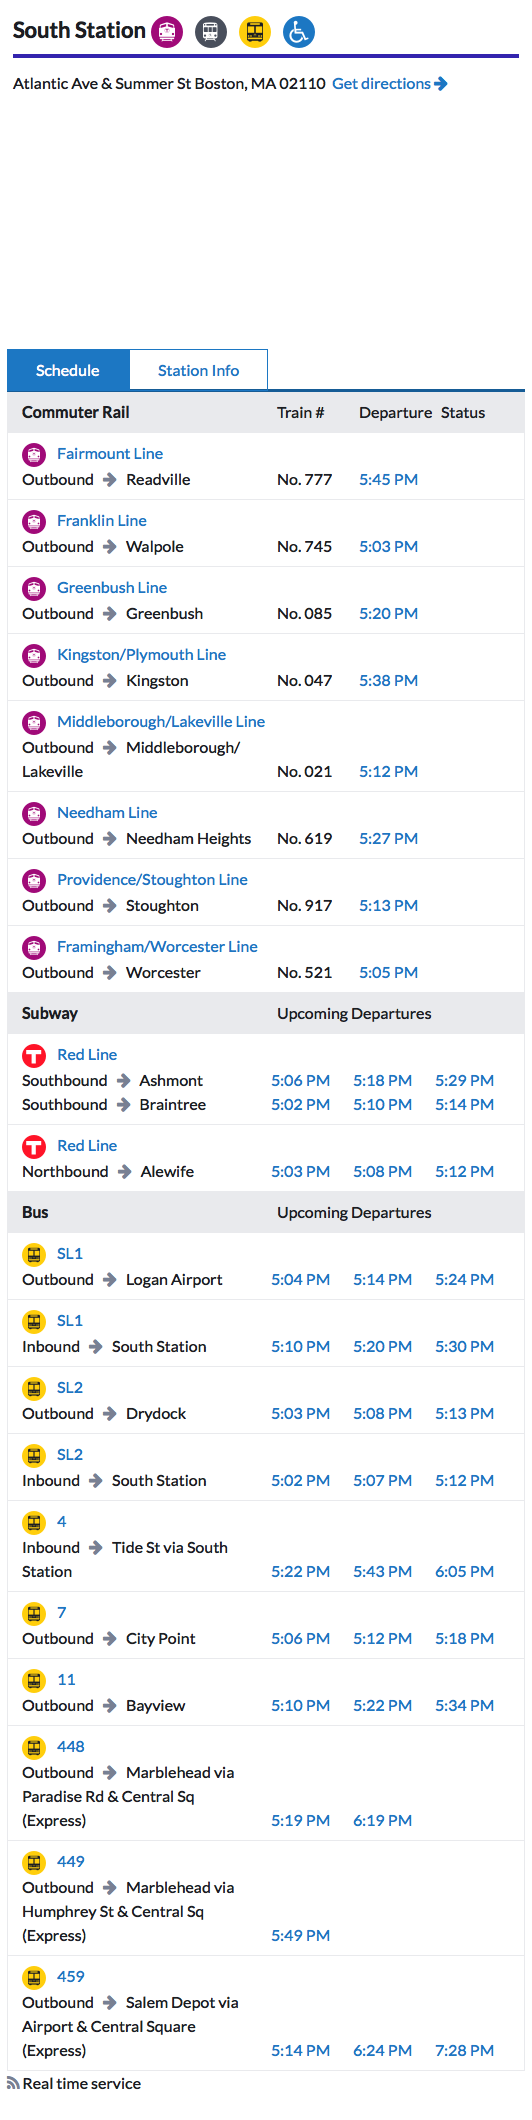 South Station
Atlantic Ave & Summer St Boston, MA 02110 Get directions
Schedule Station Info
Commuter Rail Train # Departure Status
Fairmount Line
Outbound Readville No. 777 5:45 PM
Franklin Line
Outbound Walpole No. 745 5:03 PM
Greenbush Line
Outbound Greenbush No. 085 5:20 PM
Kingston/Plymouth Line
Outbound Kingston No. 047 5:38 PM
Middleborough/Lakeville Line
Outbound Middleborough/
Lakeville No. 021 5:12 PM
Needham Line
Outbound Needham Heights No. 619 5:27 PM
Providence/Stoughton Line
Outbound Stoughton No. 917 5:13 PM
Framingham/Worcester Line
Outbound Worcester No. 521 5:05 PM
Subway Upcoming Departures
T Red Line
Southbound Ashmont 5:06 PM 5:18 PM 5:29 PM
Southbound Braintree 5:02 PM 5:10 PM 5:14 PM
T Red Line
Northbound Alewife 5:03 PM 5:08 PM 5:12 PM
Bus Upcoming Departures
SL1
Outbound Logan Airport 5:04 PM 5:14 PM 5:24 PM
SL1
Inbound South Station 5:10 PM 5:20 PM 5:30 PM
SL2
Outbound Drydock 5:03 PM 5:08 PM 5:13 PM
SL2
Inbound South Station 5:02 PM 5:07 PM 5:12 PM
4
Inbound Tide St via South
Station 5:22 PM 5:43 PM 6:05 PM
7
Outbound City Point 5:06 PM 5:12 PM 5:18 PM
11
Outbound Bayview 5:10 PM 5:22 PM 5:34 PM
448
Outbound Marblehead via
Paradise Rd & Central Sq
(Express) 5:19 PM 6:19 PM
449
Outbound Marblehead via
Humphrey St & Central Sq
(Express) 5:49 PM
459
Outbound Salem Depot via
Airport & Central Square
(Express) 5:14 PM 6:24 PM 7:28 PM
Real time service